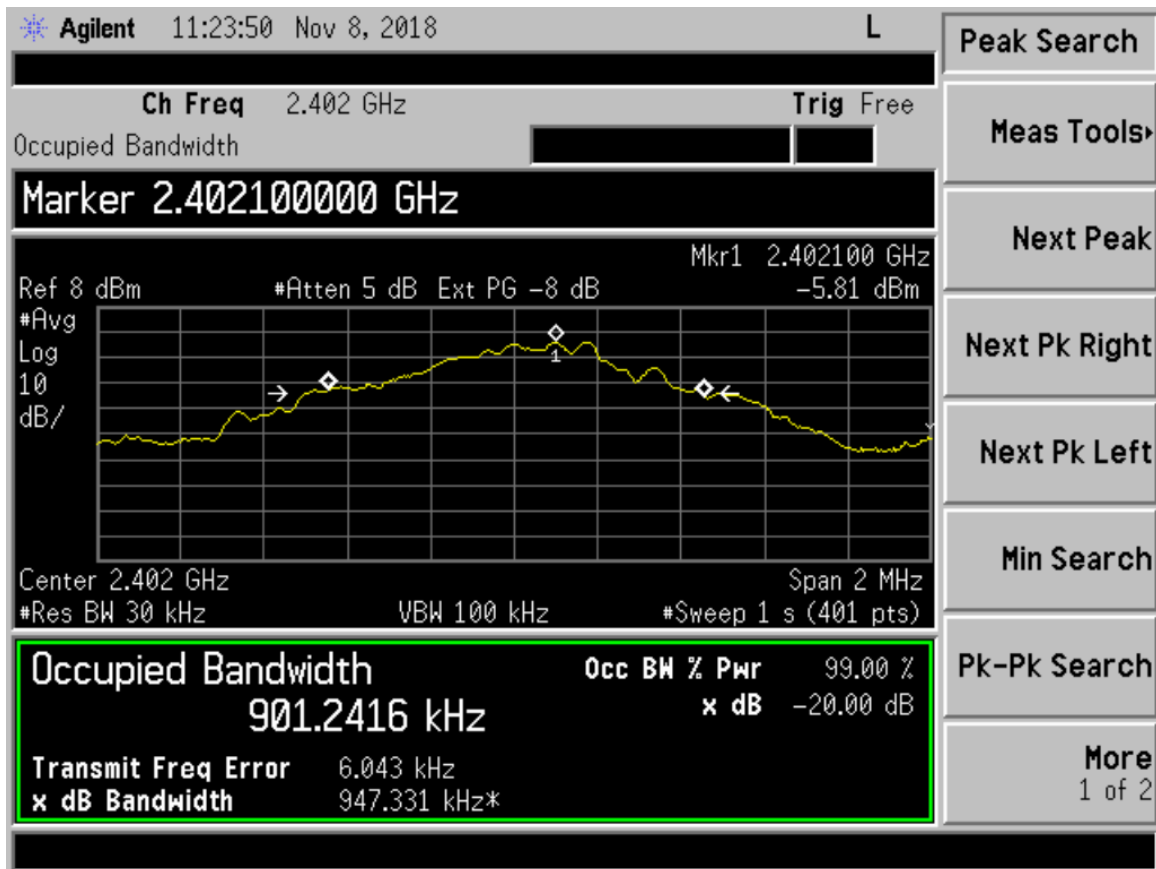 Agilent 11:23:50 Nov 8, 2018 L
Peak Search
Ch Freq 2.402 GHz Trig Free
Occupied Bandwidth
Meas Tools
Marker 2.402100000 GHz
Mkr1 2.402100 GHz
Ref 8 dBm #Atten 5 dB Ext PG -8 dB -5.81 dBm
#Avg
Log
10
dB/
1
Center 2.402 GHz Span 2 MHz
#Res BW 30 kHz VBW 100 kHz #Sweep 1 s (401 pts)
Occupied Bandwidth
901.2416 kHz
Occ BW % Pwr 99.00 %
x dB -20.00 dB
Transmit Freq Error 6.043 kHz
x dB Bandwidth 947.331 kHz*
Next Peak
Next Pk Right
Next Pk Left
Min Search
Pk-Pk Search
More
1 of 2